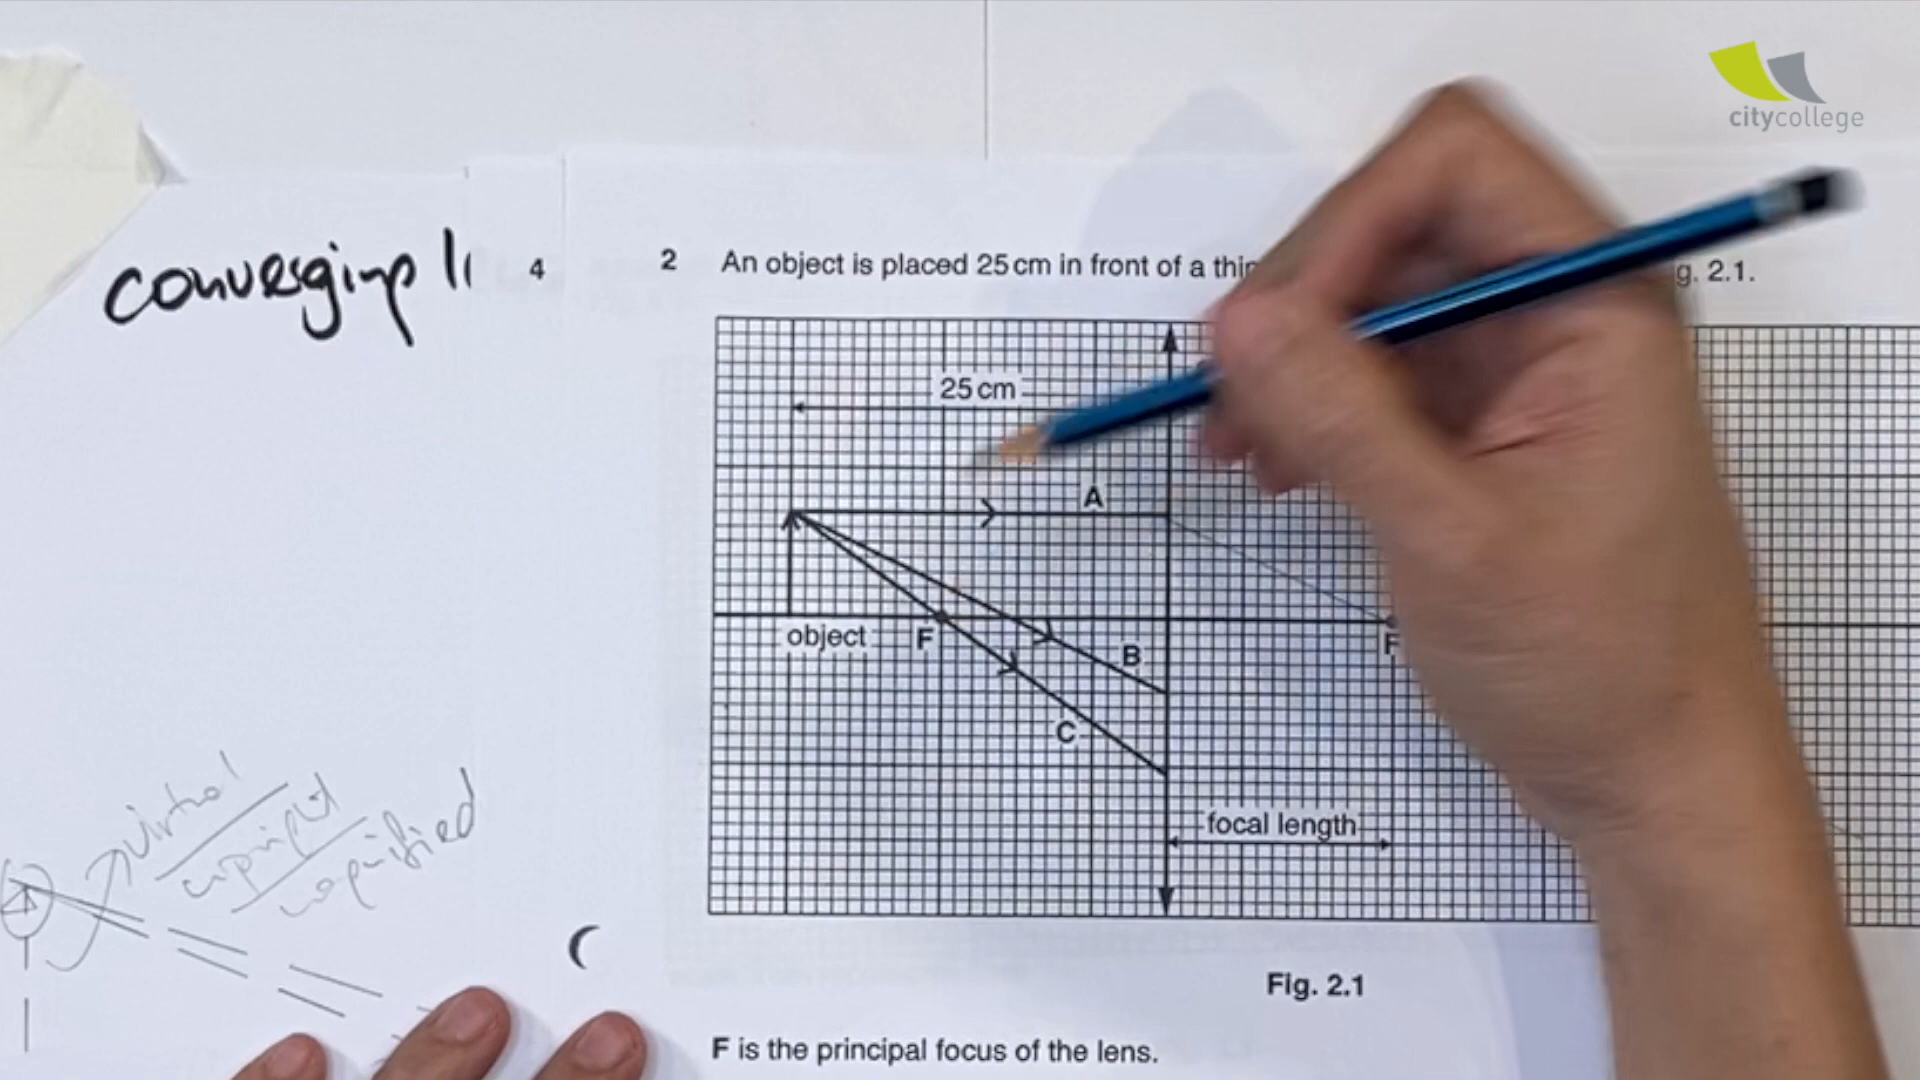 citycollege
converging
4
2 An object is placed 25 cm in front of a g. 2.1.
25 cm
A
object F
B
F
C
focal length
virtual
upright
magnified
Fig. 2.1
F is the principal focus of the lens.